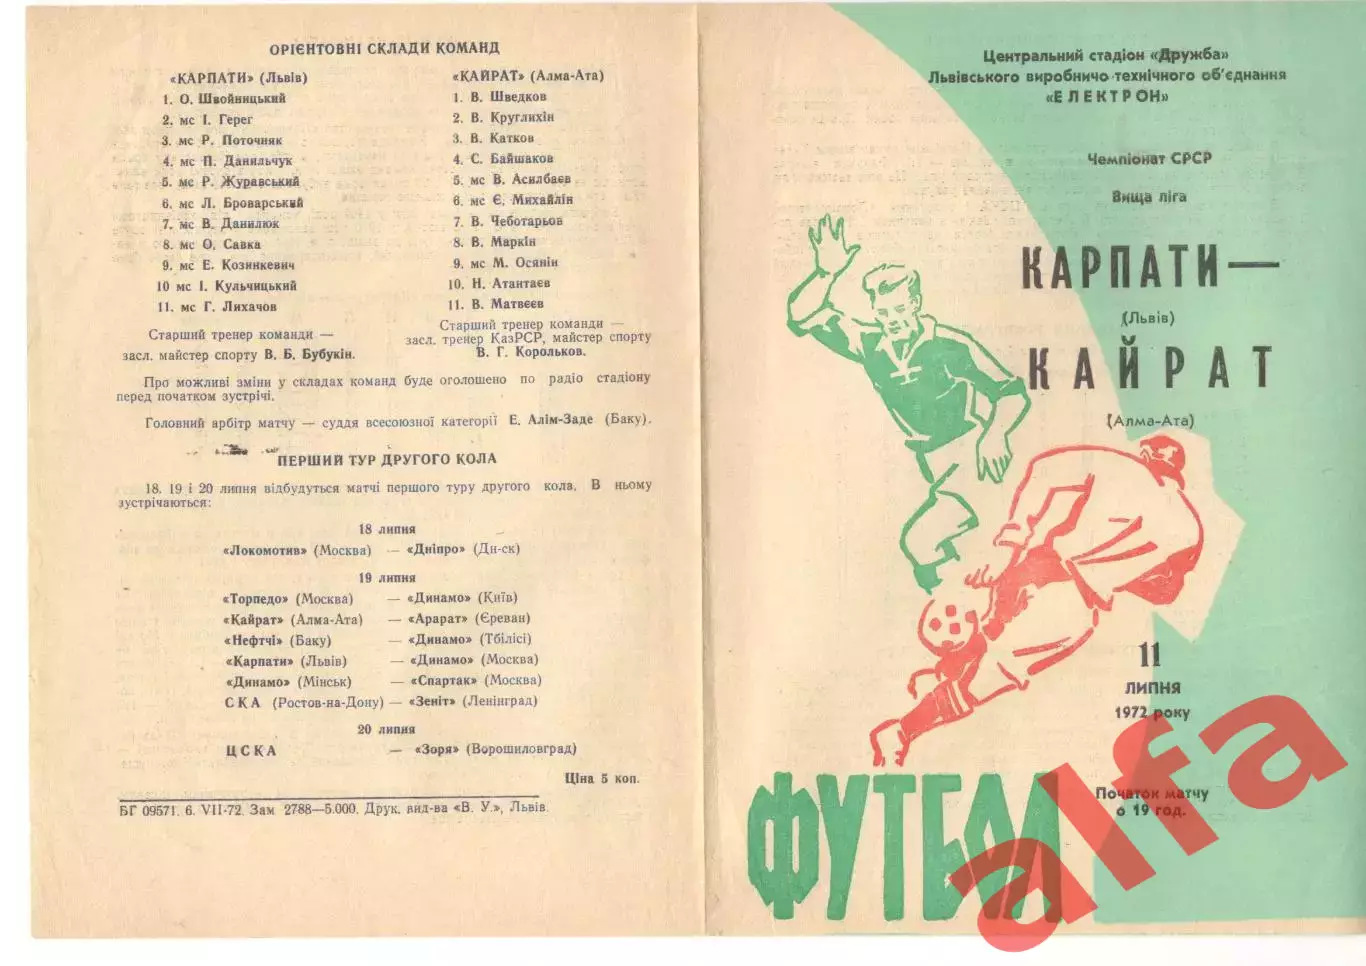 ОРІЄНТОВНІ СКЛАДИ КОМАНД
«КАРПАТИ» (Львів)
1. О. Швойницький
2. мс І. Герег
3. мс Р. Поточняк
4. мс П. Данильчук
5. мс Р. Журавський
6. мс Л. Броварський
7. мс В. Данилюк
8. мс О. Савка
9. мс Е. Козинкевич
10 мс І. Кульчицький
11. мс Г. Лихачов
Старший тренер команди —
засл. майстер спорту В. Б. Бубукін.
«КАЙРАТ» (Алма-Ата)
1. В. Шведков
2. В. Круглихін
3. В. Катков
4. С. Байшаков
5. мс В. Асилбаєв
6. мс Є. Михайлін
7. В. Чеботарьов
8. В. Маркін
9. мс М. Осянін
10. Н. Атантаєв
11. В. Матвєєв
Старший тренер команди —
засл. тренер КазРСР, майстер спорту
В. Г. Корольков.
Про можливі зміни у складах команд буде оголошено по радіо стадіону
перед початком зустрічі.
Головний арбітр матчу — суддя всесоюзної категорії Е. Алім-Заде (Баку).
ПЕРШИЙ ТУР ДРУГОГО КОЛА
18. 19 і 20 липня відбудуться матчі першого туру другого кола. В ньому
зустрічаються:
18 липня
«Локомотив» (Москва) — «Дніпро» (Дн-ск)
19 липня
«Торпедо» (Москва) — «Динамо» (Київ)
«Кайрат» (Алма-Ата) — «Арарат» (Єреван)
«Нефтчі» (Баку) — «Динамо» (Тбілісі)
«Карпати» (Львів) — «Динамо» (Москва)
«Динамо» (Мінськ) — «Спартак» (Москва)
СКА (Ростов-на-Дону) — «Зеніт» (Ленінград)
20 липня
ЦСКА — «Зоря» (Ворошиловград)
Ціна 5 коп.
БГ 09571. 6. VII-72. Зам 2788—5.000. Друк. вид-ва «В. У.», Львів.
Центральний стадіон «Дружба»
Львівського виробничо-технічного об'єднання
«ЕЛЕКТРОН»
Чемпіонат СРСР
Вища ліга
КАРПАТИ —
(Львів)
КАЙРАТ
(Алма-Ата)
11
ЛИПНЯ
1972 року
Початок матчу
о 19 год.
ФУТБОЛ
alfa